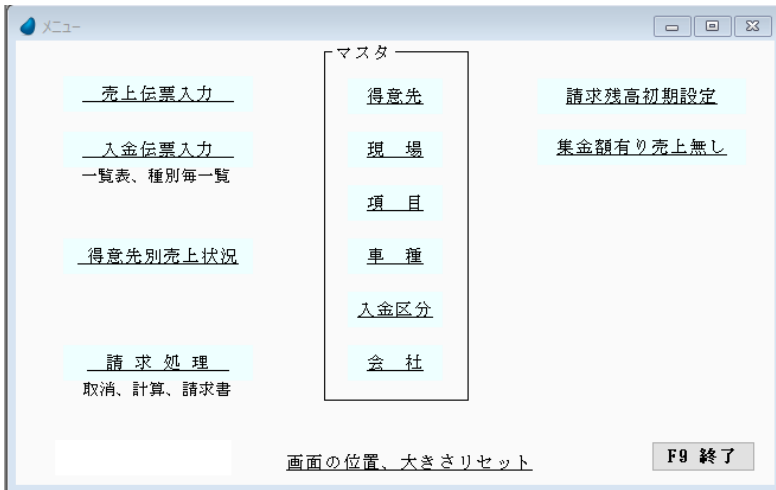 メニュー
売上伝票入力
入金伝票入力
一覧表、種別毎一覧
得意先別売上状況
請 求 処 理
取消、計算、請求書
マスタ
得意先
現　場
項　目
車　種
入金区分
会　社
請求残高初期設定
集金額有り売上無し
画面の位置、大きさリセット
F9 終了